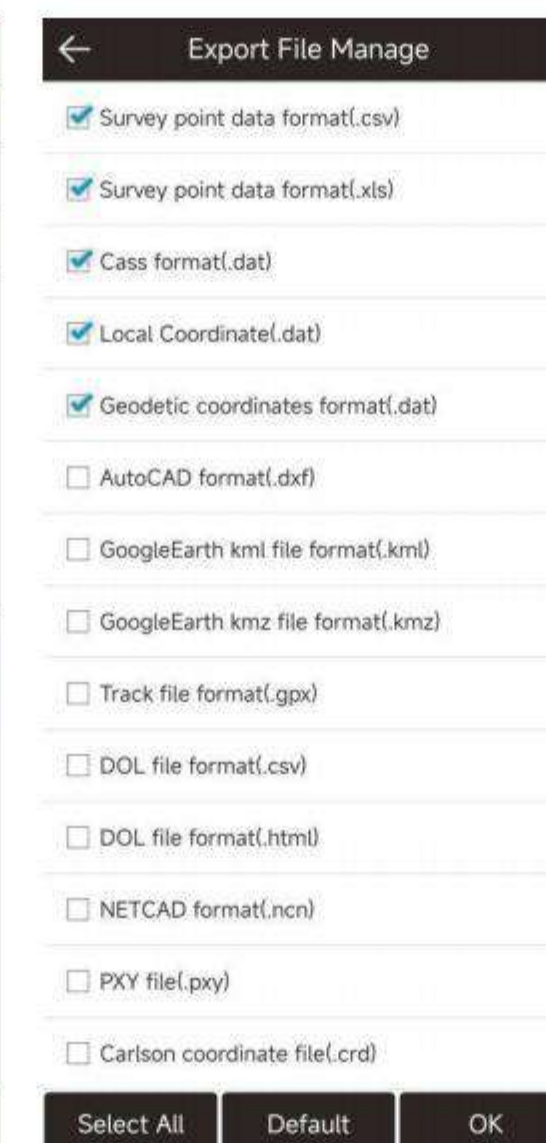 Export File Manage
Survey point data format(.csv)
Survey point data format(.xls)
Cass format(.dat)
Local Coordinate(.dat)
Geodetic coordinates format(.dat)
AutoCAD format(.dxf)
GoogleEarth kml file format(.kml)
GoogleEarth kmz file format(.kmz)
Track file format(.gpx)
DOL file format(.csv)
DOL file format(.html)
NETCAD format(.ncn)
PXY file(.pxy)
Carlson coordinate file(.crd)
Select All Default OK